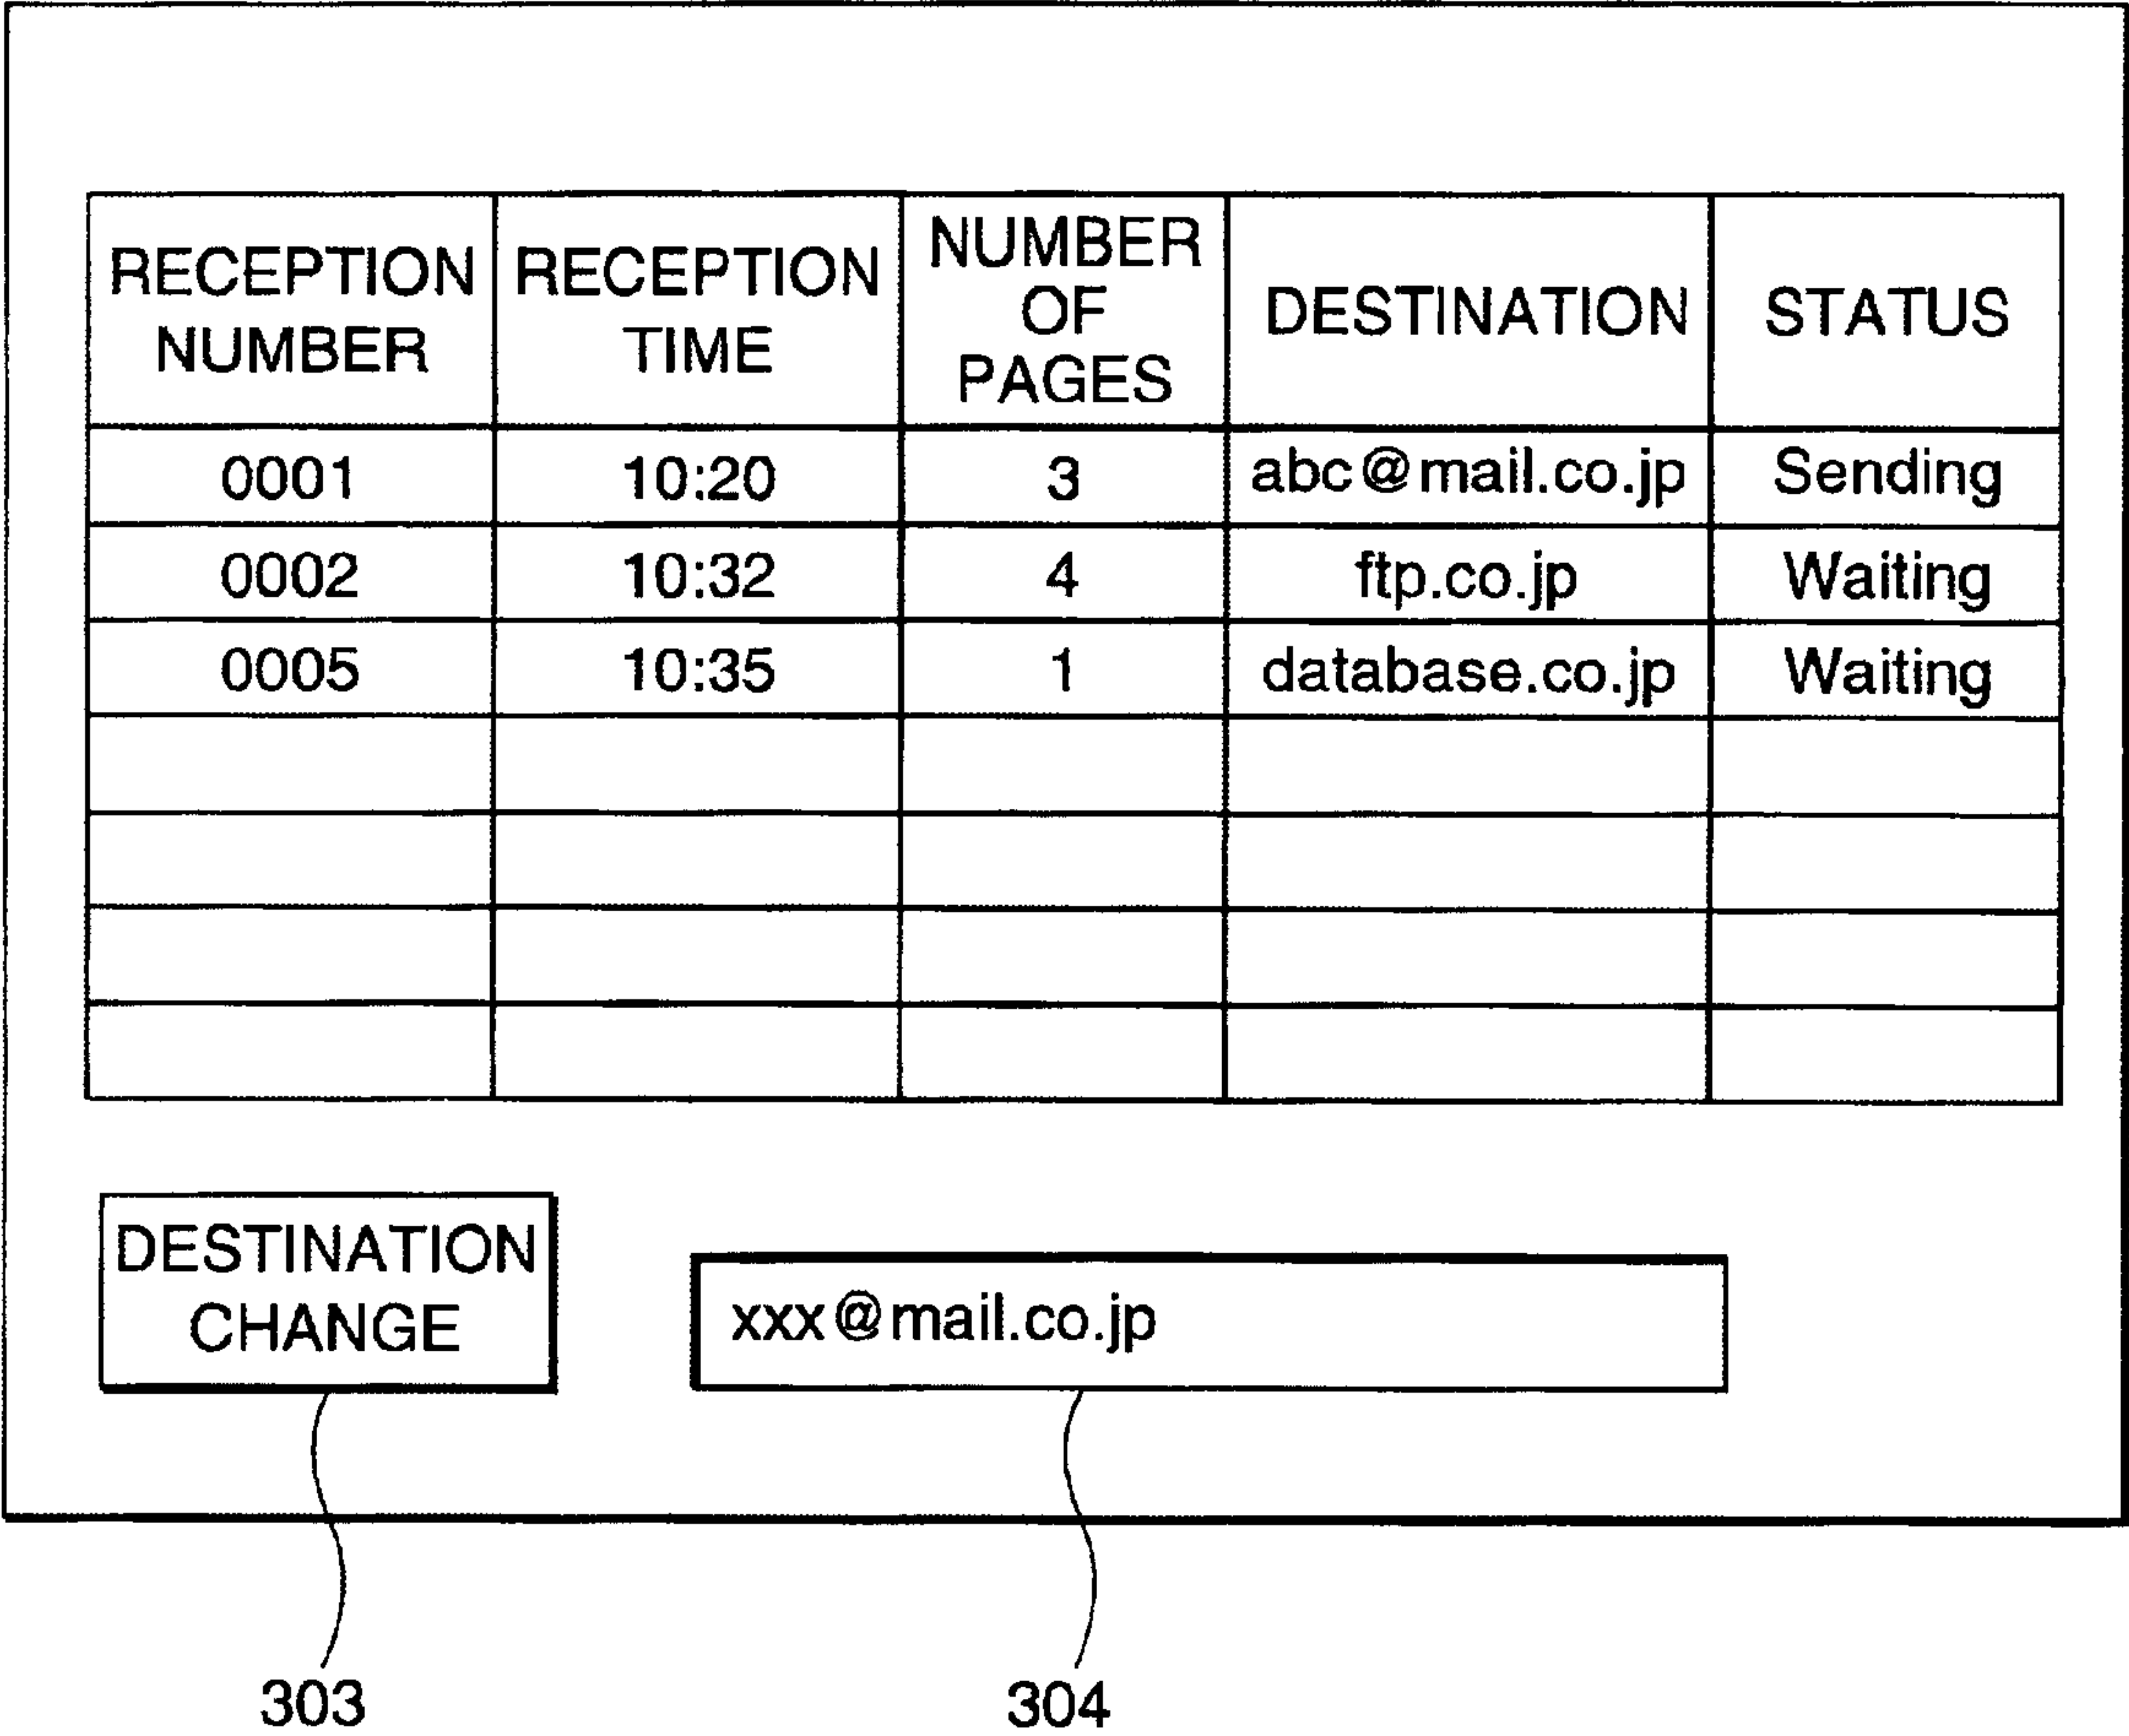 RECEPTION NUMBER RECEPTION TIME NUMBER OF PAGES DESTINATION STATUS
0001 10:20 3 abc@mail.co.jp Sending
0002 10:32 4 ftp.co.jp Waiting
0005 10:35 1 database.co.jp Waiting
DESTINATION
CHANGE
xxx@mail.co.jp
303 304